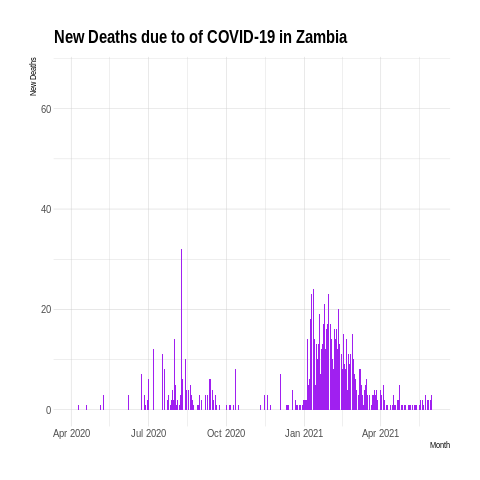 New Deaths due to of COVID-19 in Zambia
New Deaths
60
40
20
0
Apr 2020 Jul 2020 Oct 2020 Jan 2021 Apr 2021
Month